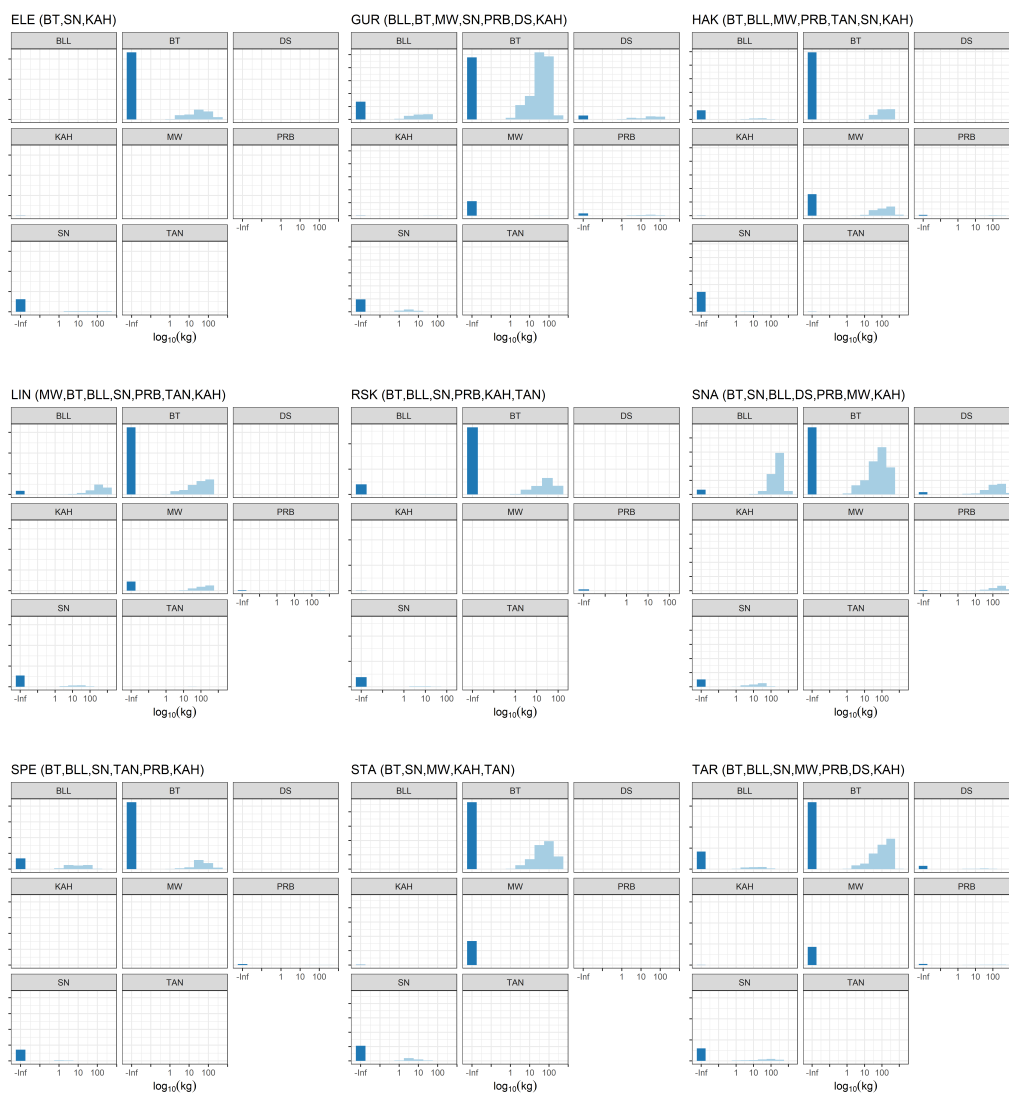 ELE (BT,SN,KAH)
BLL BT DS
KAH MW PRB
-Inf 1 10 100
SN TAN
-Inf 1 10 100 -Inf 1 10 100
log10(kg)
GUR (BLL,BT,MW,SN,PRB,DS,KAH)
BLL BT DS
KAH MW PRB
-Inf 1 10 100
SN TAN
-Inf 1 10 100 -Inf 1 10 100
log10(kg)
HAK (BT,BLL,MW,PRB,TAN,SN,KAH)
BLL BT DS
KAH MW PRB
-Inf 1 10 100
SN TAN
-Inf 1 10 100 -Inf 1 10 100
log10(kg)
LIN (MW,BT,BLL,SN,PRB,TAN,KAH)
BLL BT DS
KAH MW PRB
-Inf 1 10 100
SN TAN
-Inf 1 10 100 -Inf 1 10 100
log10(kg)
RSK (BT,BLL,SN,PRB,KAH,TAN)
BLL BT DS
KAH MW PRB
-Inf 1 10 100
SN TAN
-Inf 1 10 100 -Inf 1 10 100
log10(kg)
SNA (BT,SN,BLL,DS,PRB,MW,KAH)
BLL BT DS
KAH MW PRB
-Inf 1 10 100
SN TAN
-Inf 1 10 100 -Inf 1 10 100
log10(kg)
SPE (BT,BLL,SN,TAN,PRB,KAH)
BLL BT DS
KAH MW PRB
-Inf 1 10 100
SN TAN
-Inf 1 10 100 -Inf 1 10 100
log10(kg)
STA (BT,SN,MW,KAH,TAN)
BLL BT DS
KAH MW PRB
-Inf 1 10 100
SN TAN
-Inf 1 10 100 -Inf 1 10 100
log10(kg)
TAR (BT,BLL,SN,MW,PRB,DS,KAH)
BLL BT DS
KAH MW PRB
-Inf 1 10 100
SN TAN
-Inf 1 10 100 -Inf 1 10 100
log10(kg)